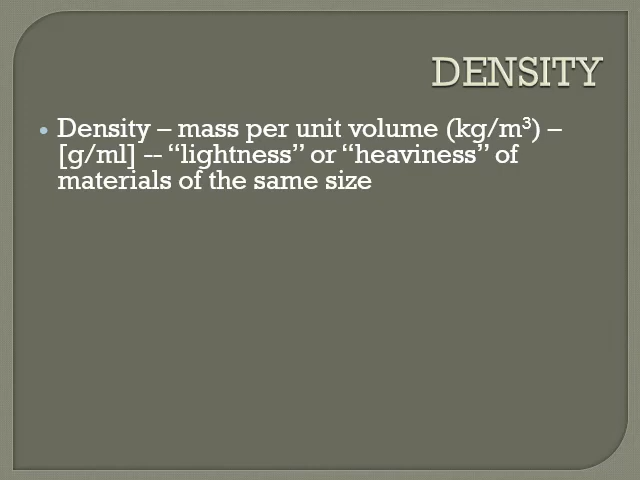 DENSITY
• Density – mass per unit volume (kg/m³) –
[g/ml] -- “lightness” or “heaviness” of
materials of the same size